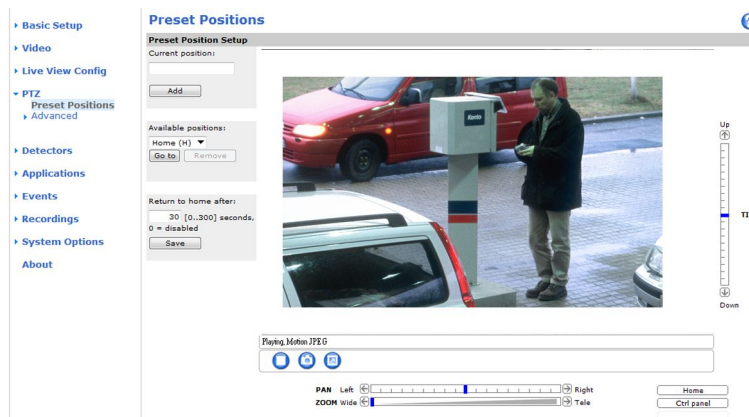 Preset Positions
Basic Setup
Video
Live View Config
PTZ
Preset Positions
Advanced
Detectors
Applications
Events
Recordings
System Options
About
Preset Position Setup
Current position:
Add
Available positions:
Home (H)
Go to Remove
Return to home after:
30 [0..300] seconds,
0 = disabled
Save
Konto
Up
Down
Playing, Motion JPEG
PAN Left Right
ZOOM Wide Tele
Home
Ctrl panel